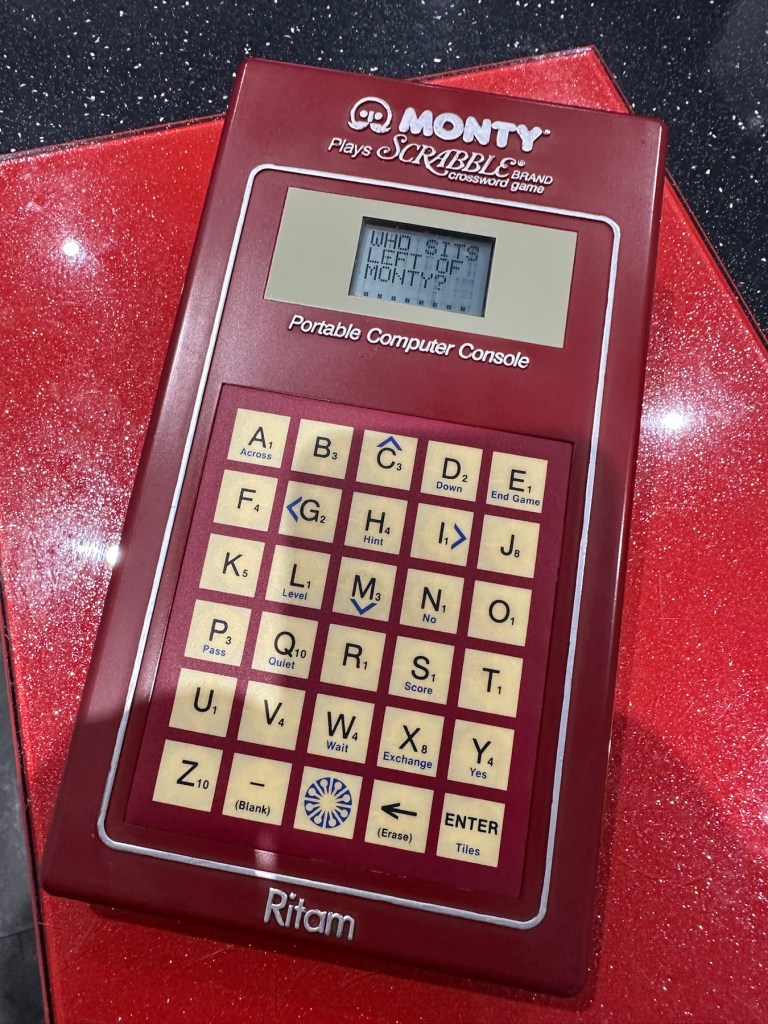 MONTY™
Plays SCRABBLE® BRAND
crossword game
WHO SITS
LEFT OF
MONTY?
Portable Computer Console
A1 B3 C3 D2 E1
Across Down End Game
F4 G2 H4 I1 J8
Hint
K5 L1 M3 N1 O1
Level No
P3 Q10 R1 S1 T1
Pass Quiet Score
U1 V4 W4 X8 Y4
Wait Exchange Yes
Z10 – ← ENTER
(Blank) (Erase) Tiles
Ritam